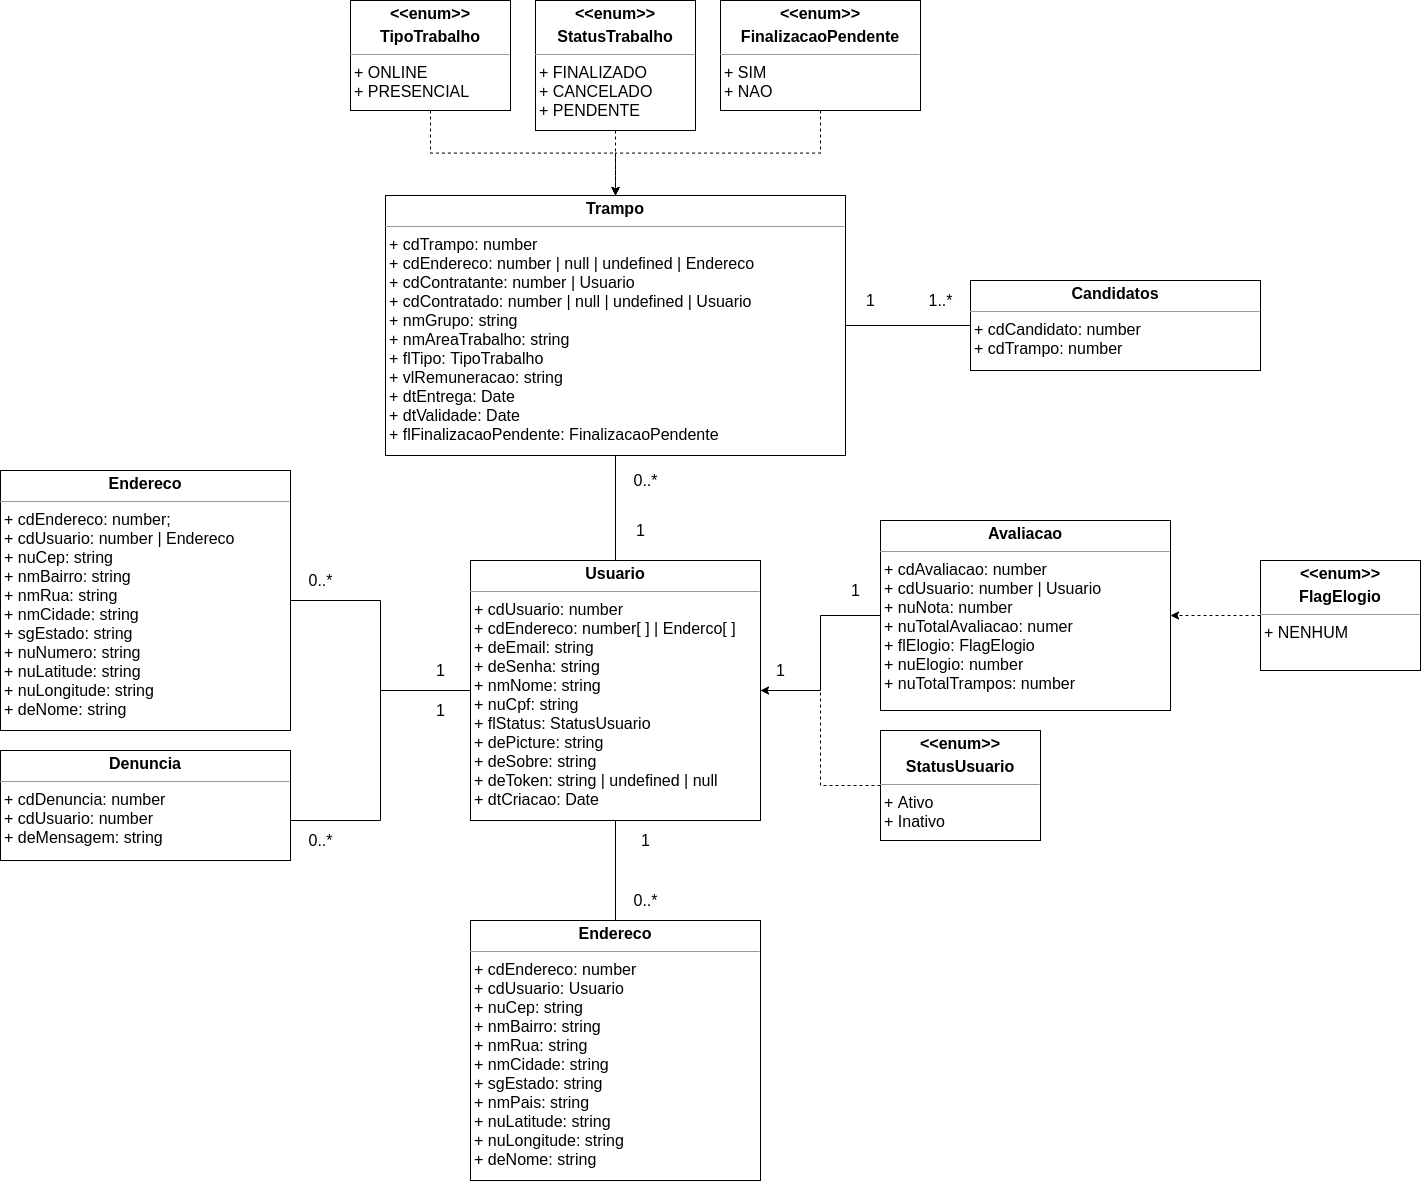 <<enum>>
TipoTrabalho
+ ONLINE
+ PRESENCIAL
<<enum>>
StatusTrabalho
+ FINALIZADO
+ CANCELADO
+ PENDENTE
<<enum>>
FinalizacaoPendente
+ SIM
+ NAO
Trampo
+ cdTrampo: number
+ cdEndereco: number | null | undefined | Endereco
+ cdContratante: number | Usuario
+ cdContratado: number | null | undefined | Usuario
+ nmGrupo: string
+ nmAreaTrabalho: string
+ flTipo: TipoTrabalho
+ vlRemuneracao: string
+ dtEntrega: Date
+ dtValidade: Date
+ flFinalizacaoPendente: FinalizacaoPendente
1
1..*
Candidatos
+ cdCandidato: number
+ cdTrampo: number
0..*
1
Endereco
+ cdEndereco: number;
+ cdUsuario: number | Endereco
+ nuCep: string
+ nmBairro: string
+ nmRua: string
+ nmCidade: string
+ sgEstado: string
+ nuNumero: string
+ nuLatitude: string
+ nuLongitude: string
+ deNome: string
0..*
1
1
Denuncia
+ cdDenuncia: number
+ cdUsuario: number
+ deMensagem: string
0..*
Usuario
+ cdUsuario: number
+ cdEndereco: number[ ] | Enderco[ ]
+ deEmail: string
+ deSenha: string
+ nmNome: string
+ nuCpf: string
+ flStatus: StatusUsuario
+ dePicture: string
+ deSobre: string
+ deToken: string | undefined | null
+ dtCriacao: Date
1
1
Avaliacao
+ cdAvaliacao: number
+ cdUsuario: number | Usuario
+ nuNota: number
+ nuTotalAvaliacao: numer
+ flElogio: FlagElogio
+ nuElogio: number
+ nuTotalTrampos: number
<<enum>>
FlagElogio
+ NENHUM
<<enum>>
StatusUsuario
+ Ativo
+ Inativo
1
0..*
Endereco
+ cdEndereco: number
+ cdUsuario: Usuario
+ nuCep: string
+ nmBairro: string
+ nmRua: string
+ nmCidade: string
+ sgEstado: string
+ nmPais: string
+ nuLatitude: string
+ nuLongitude: string
+ deNome: string